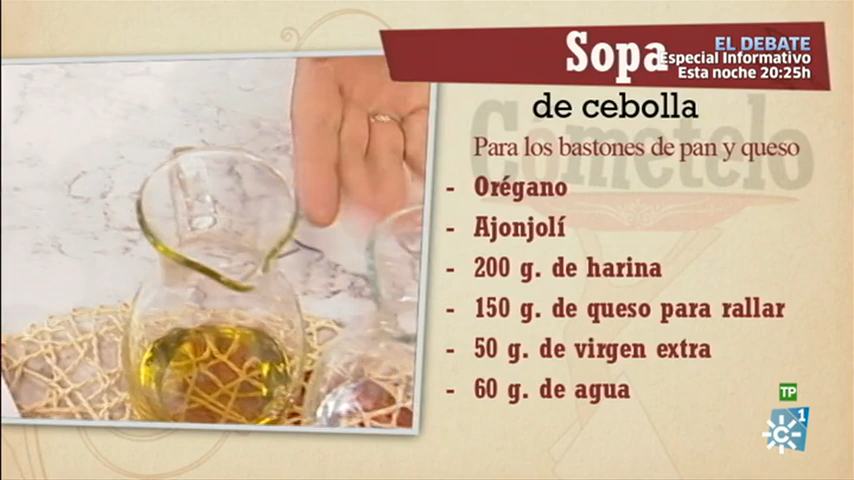 Sopa
EL DEBATE
Especial Informativo
Esta noche 20:25h
de cebolla
Cómetelo
Para los bastones de pan y queso
- Orégano
- Ajonjolí
- 200 g. de harina
- 150 g. de queso para rallar
- 50 g. de virgen extra
- 60 g. de agua
TP
1